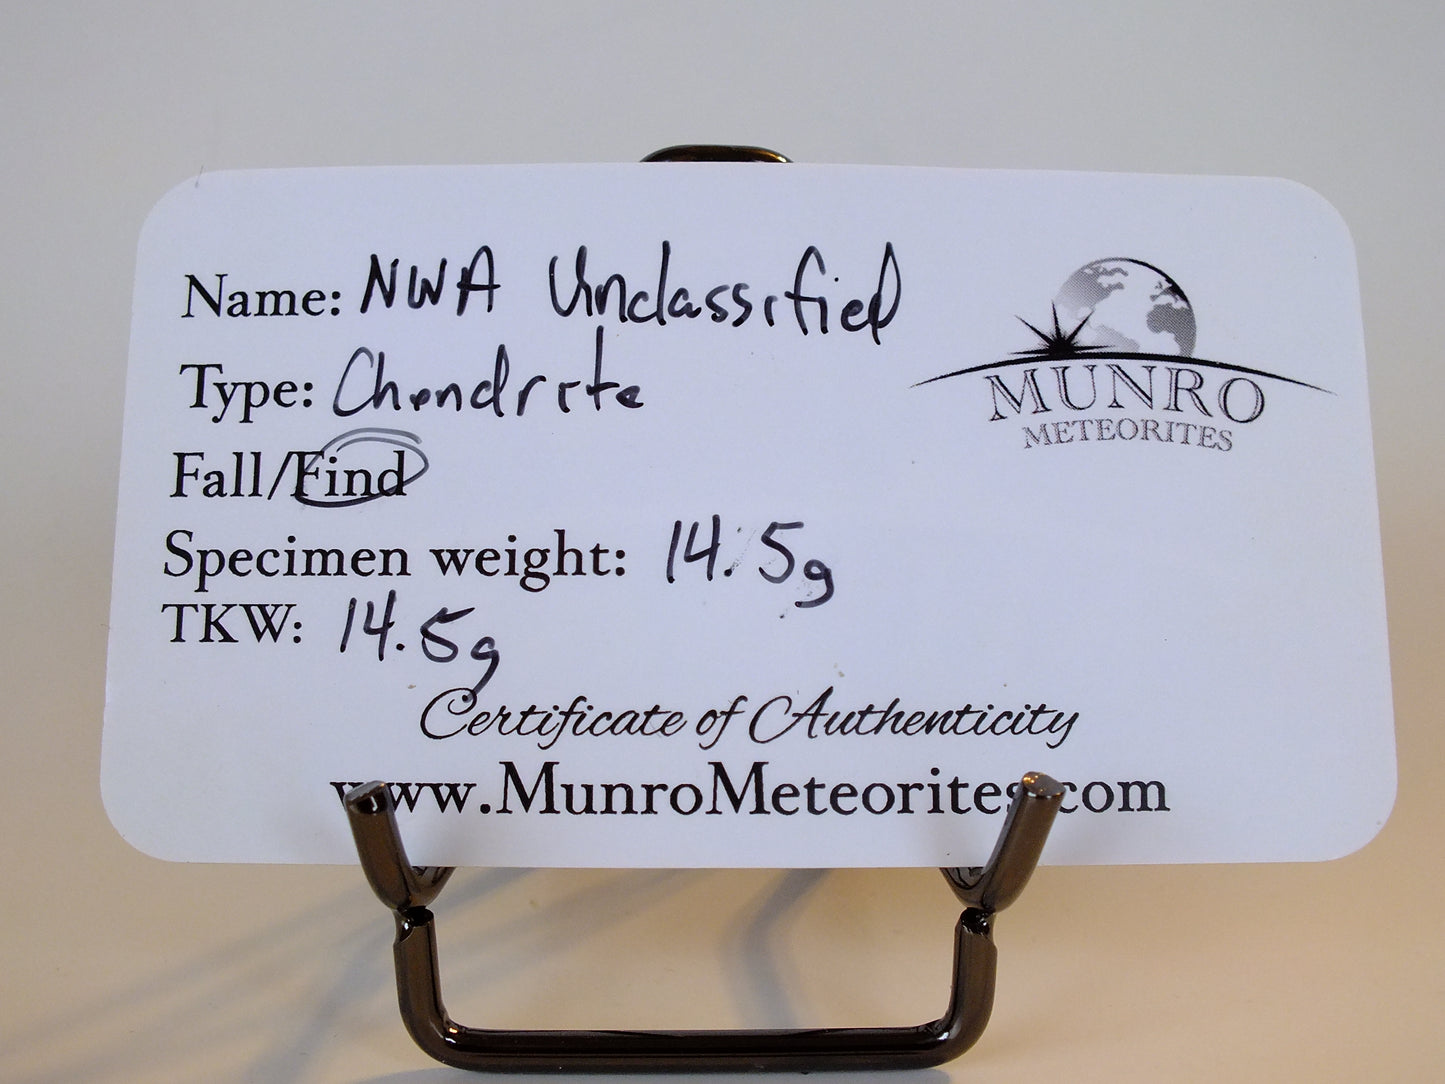 Name: NWA Unclassified
Type: Chondrite
Fall/Find
Specimen weight: 14.5g
TKW: 14.5g
Certificate of Authenticity
www.MunroMeteorites.com
MUNRO
METEORITES